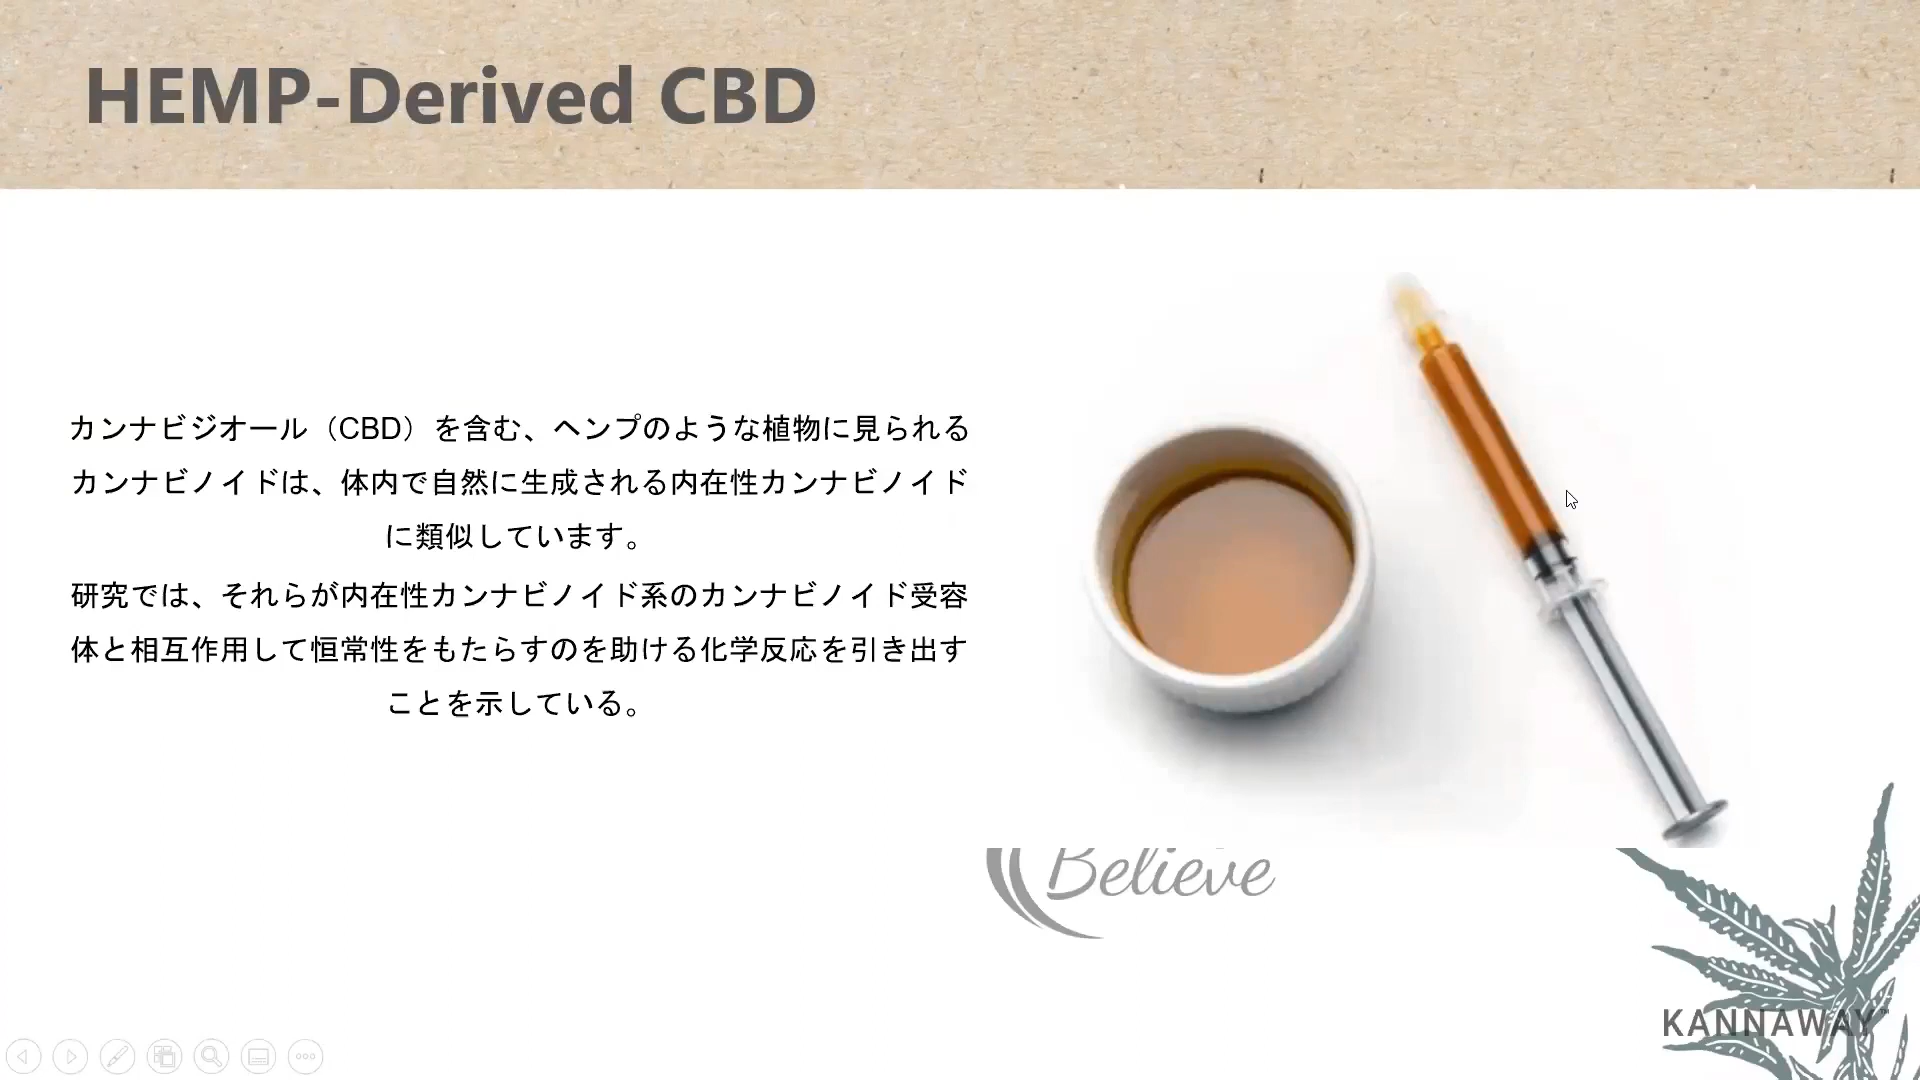 HEMP-Derived CBD
カンナビジオール（CBD）を含む、ヘンプのような植物に見られる
カンナビノイドは、体内で自然に生成される内在性カンナビノイド
に類似しています。
研究では、それらが内在性カンナビノイド系のカンナビノイド受容
体と相互作用して恒常性をもたらすのを助ける化学反応を引き出す
ことを示している。
Believe
KANNAWAY™